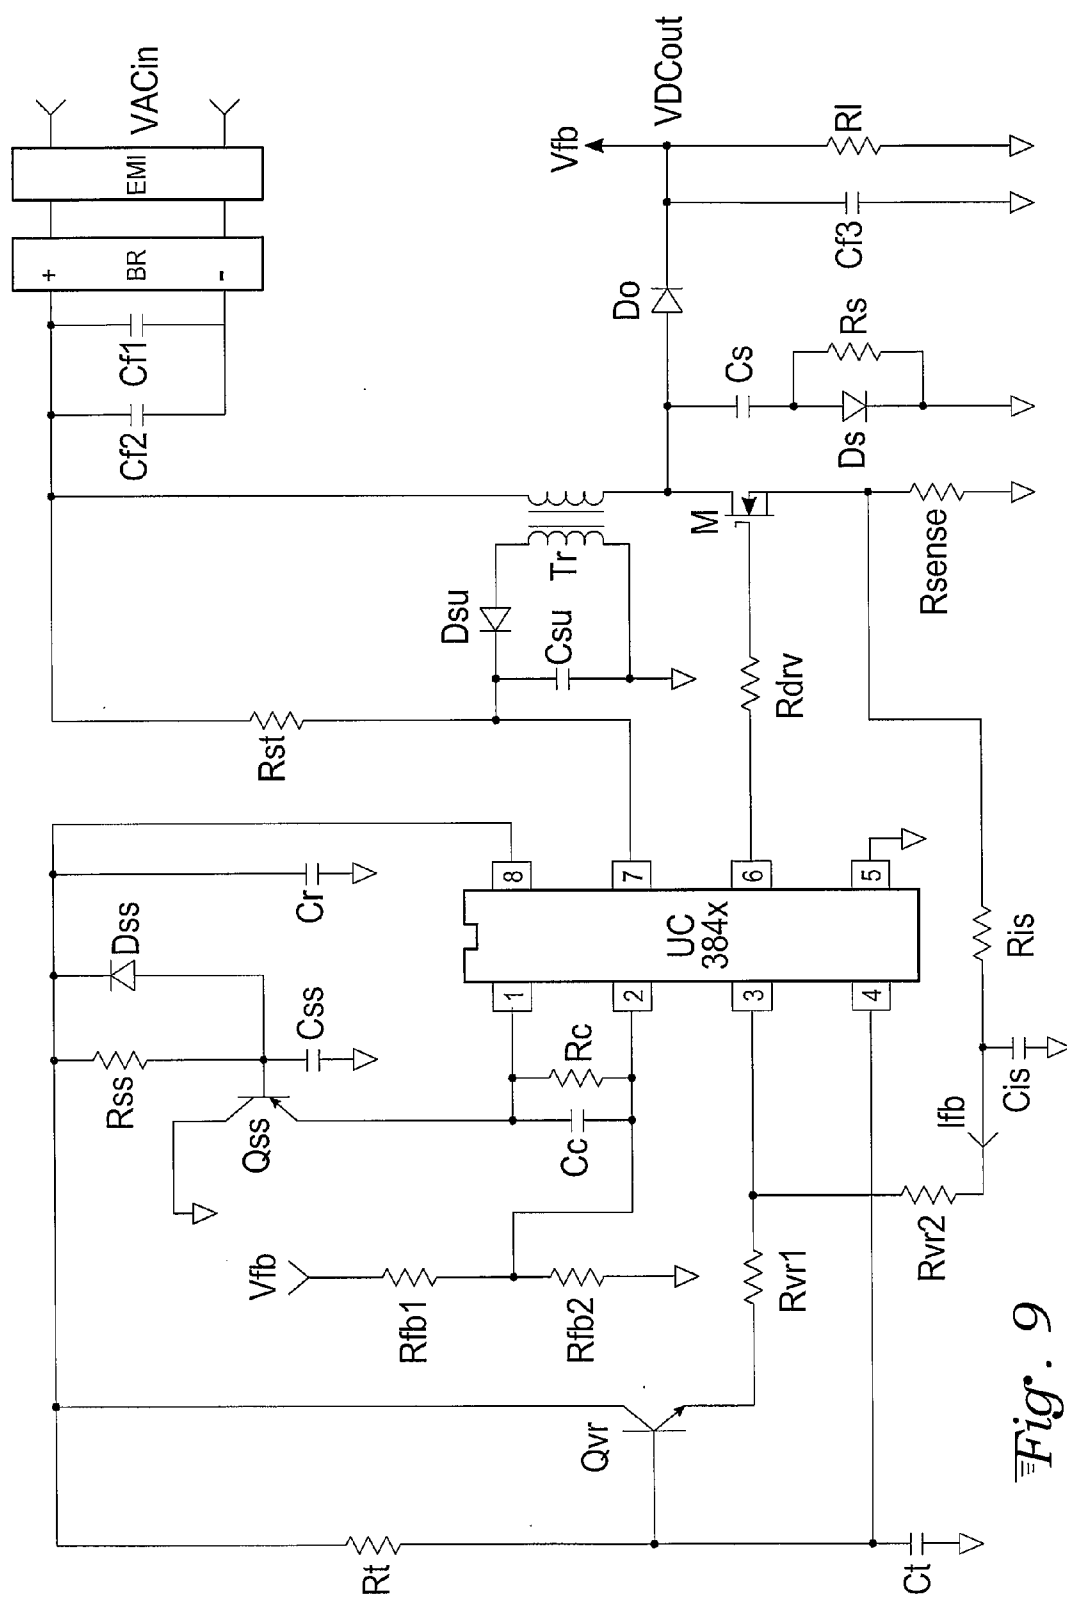 VACin
EMI
BR
+
-
Cf1
Cf2
Vfb
VDCout
Rl
Cf3
Do
Cs
Rs
Ds
M
Rsense
Tr
Dsu
Csu
Rst
Rdrv
Cr
Dss
Css
Rss
Qss
8
7
6
5
UC
384x
1
2
3
4
Rc
Cc
Ris
Cis
Ifb
Vfb
Rfb1
Rfb2
Rvr1
Rvr2
Qvr
Rt
Ct
Fig. 9